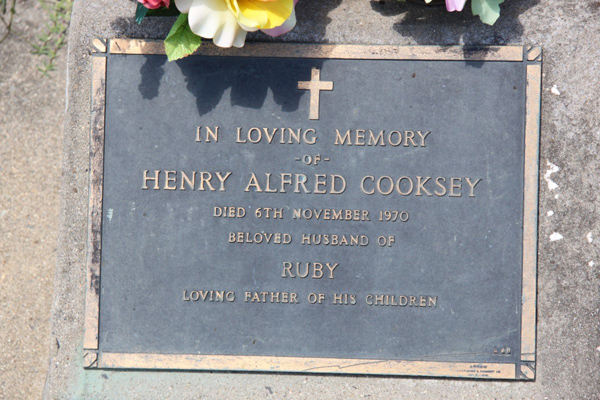 IN LOVING MEMORY
-OF-
HENRY ALFRED COOKSEY
DIED 6TH NOVEMBER 1970
BELOVED HUSBAND OF
RUBY
LOVING FATHER OF HIS CHILDREN